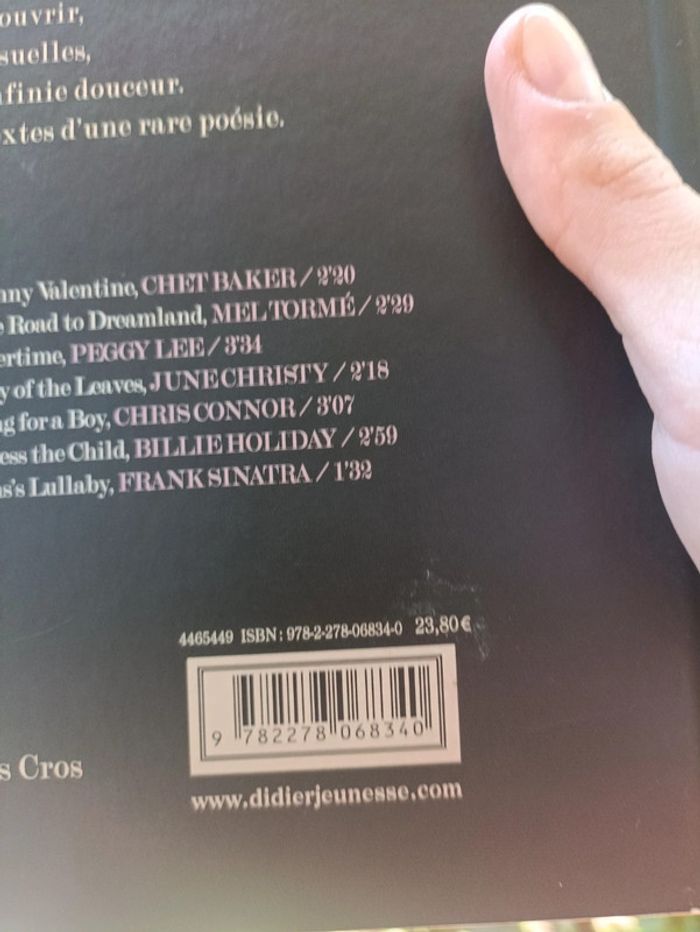 ouvrir,
suelles,
finie douceur.
xtes d'une rare poésie.
nny Valentine, CHET BAKER / 2'20
e Road to Dreamland, MEL TORMÉ / 2'29
ertime, PEGGY LEE / 3'34
y of the Leaves, JUNE CHRISTY / 2'18
ng for a Boy, CHRIS CONNOR / 3'07
ess the Child, BILLIE HOLIDAY / 2'59
ns's Lullaby, FRANK SINATRA / 1'32
4465449 ISBN : 978-2-278-06834-0 23,80 €
9 782278 068340
s Cros
www.didierjeunesse.com